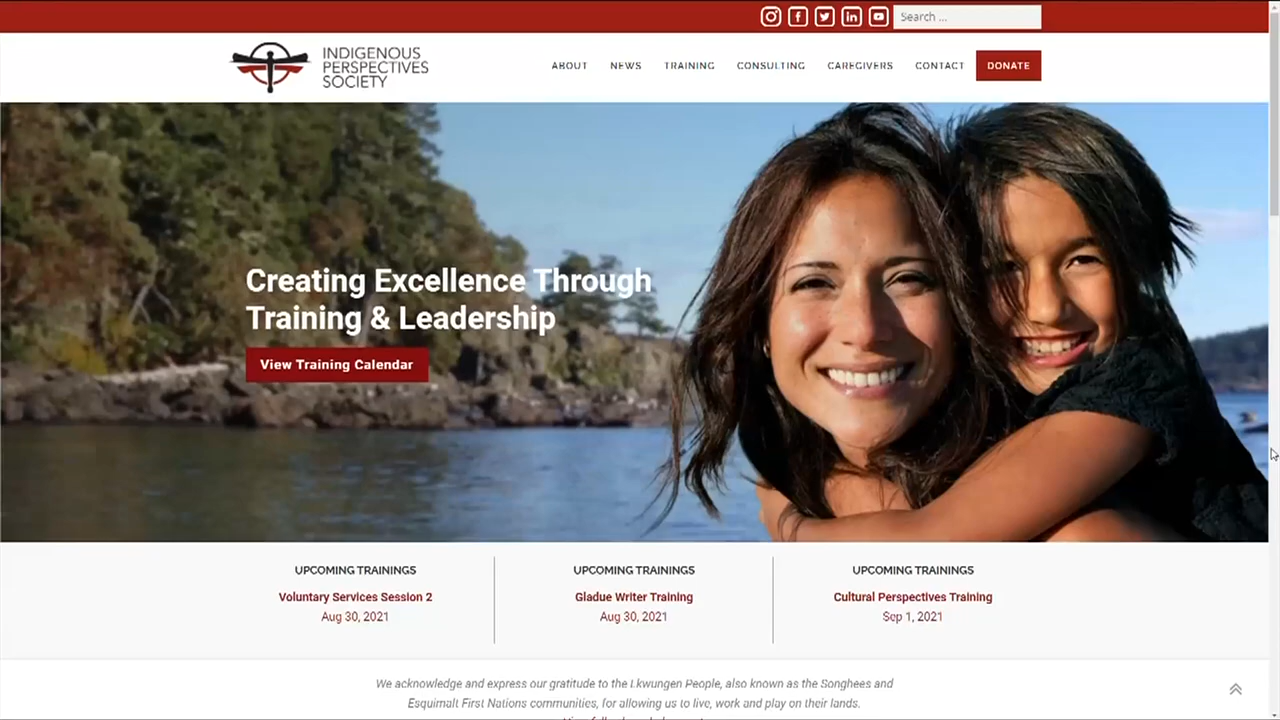 Search ...
INDIGENOUS
PERSPECTIVES
SOCIETY
ABOUT NEWS TRAINING CONSULTING CAREGIVERS CONTACT DONATE
Creating Excellence Through
Training & Leadership
View Training Calendar
UPCOMING TRAININGS
Voluntary Services Session 2
Aug 30, 2021
UPCOMING TRAININGS
Gladue Writer Training
Aug 30, 2021
UPCOMING TRAININGS
Cultural Perspectives Training
Sep 1, 2021
We acknowledge and express our gratitude to the Lkwungen People, also known as the Songhees and
Esquimalt First Nations communities, for allowing us to live, work and play on their lands.